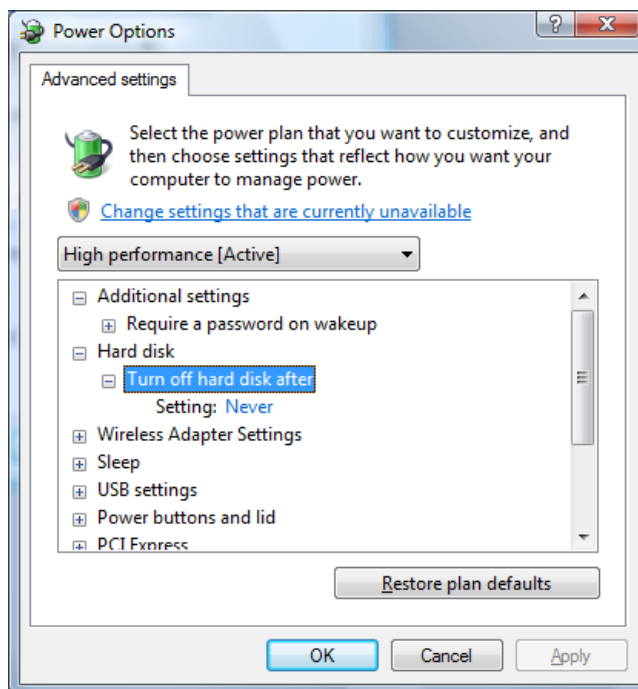 Power Options
Advanced settings
Select the power plan that you want to customize, and
then choose settings that reflect how you want your
computer to manage power.
Change settings that are currently unavailable
High performance [Active]
Additional settings
Require a password on wakeup
Hard disk
Turn off hard disk after
Setting: Never
Wireless Adapter Settings
Sleep
USB settings
Power buttons and lid
PCI Express
Restore plan defaults
OK Cancel Apply